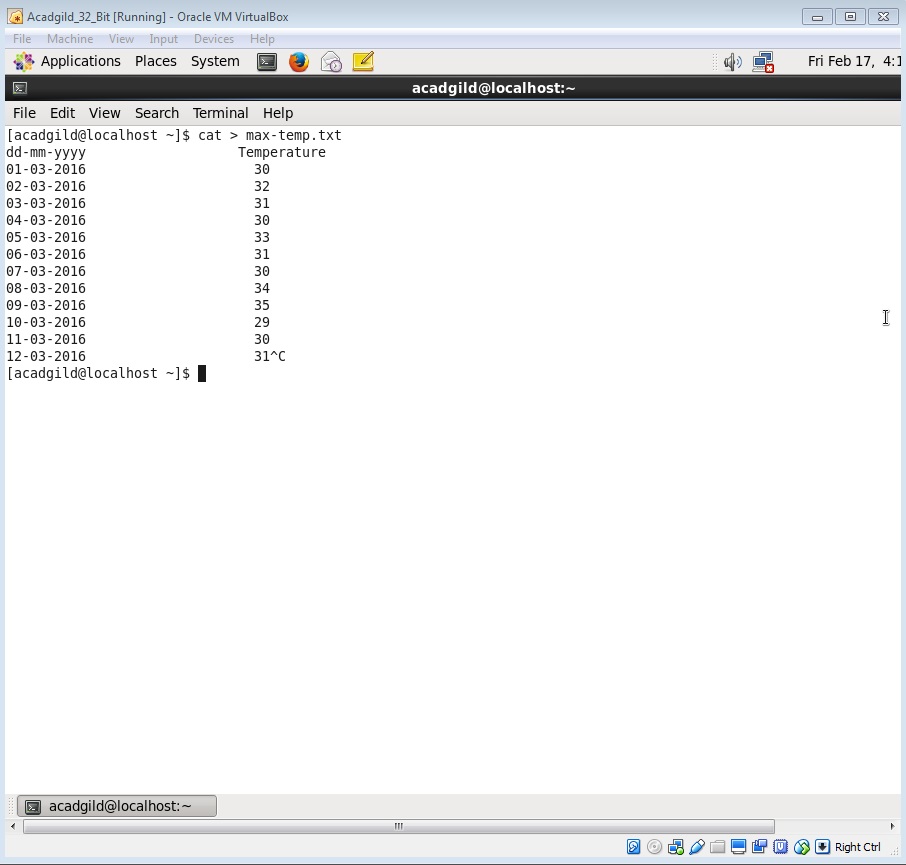 Acadgild_32_Bit [Running] - Oracle VM VirtualBox
File Machine View Input Devices Help
Applications Places System Fri Feb 17, 4:1
acadgild@localhost:~
File Edit View Search Terminal Help
[acadgild@localhost ~]$ cat > max-temp.txt
dd-mm-yyyy Temperature
01-03-2016 30
02-03-2016 32
03-03-2016 31
04-03-2016 30
05-03-2016 33
06-03-2016 31
07-03-2016 30
08-03-2016 34
09-03-2016 35
10-03-2016 29
11-03-2016 30
12-03-2016 31^C
[acadgild@localhost ~]$
acadgild@localhost:~
Right Ctrl